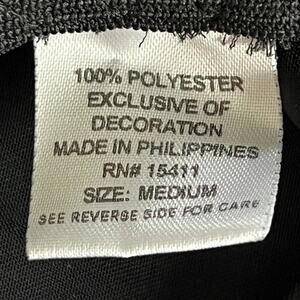 100% POLYESTER
EXCLUSIVE OF
DECORATION
MADE IN PHILIPPINES
RN# 15411
SIZE: MEDIUM
SEE REVERSE SIDE FOR CARE